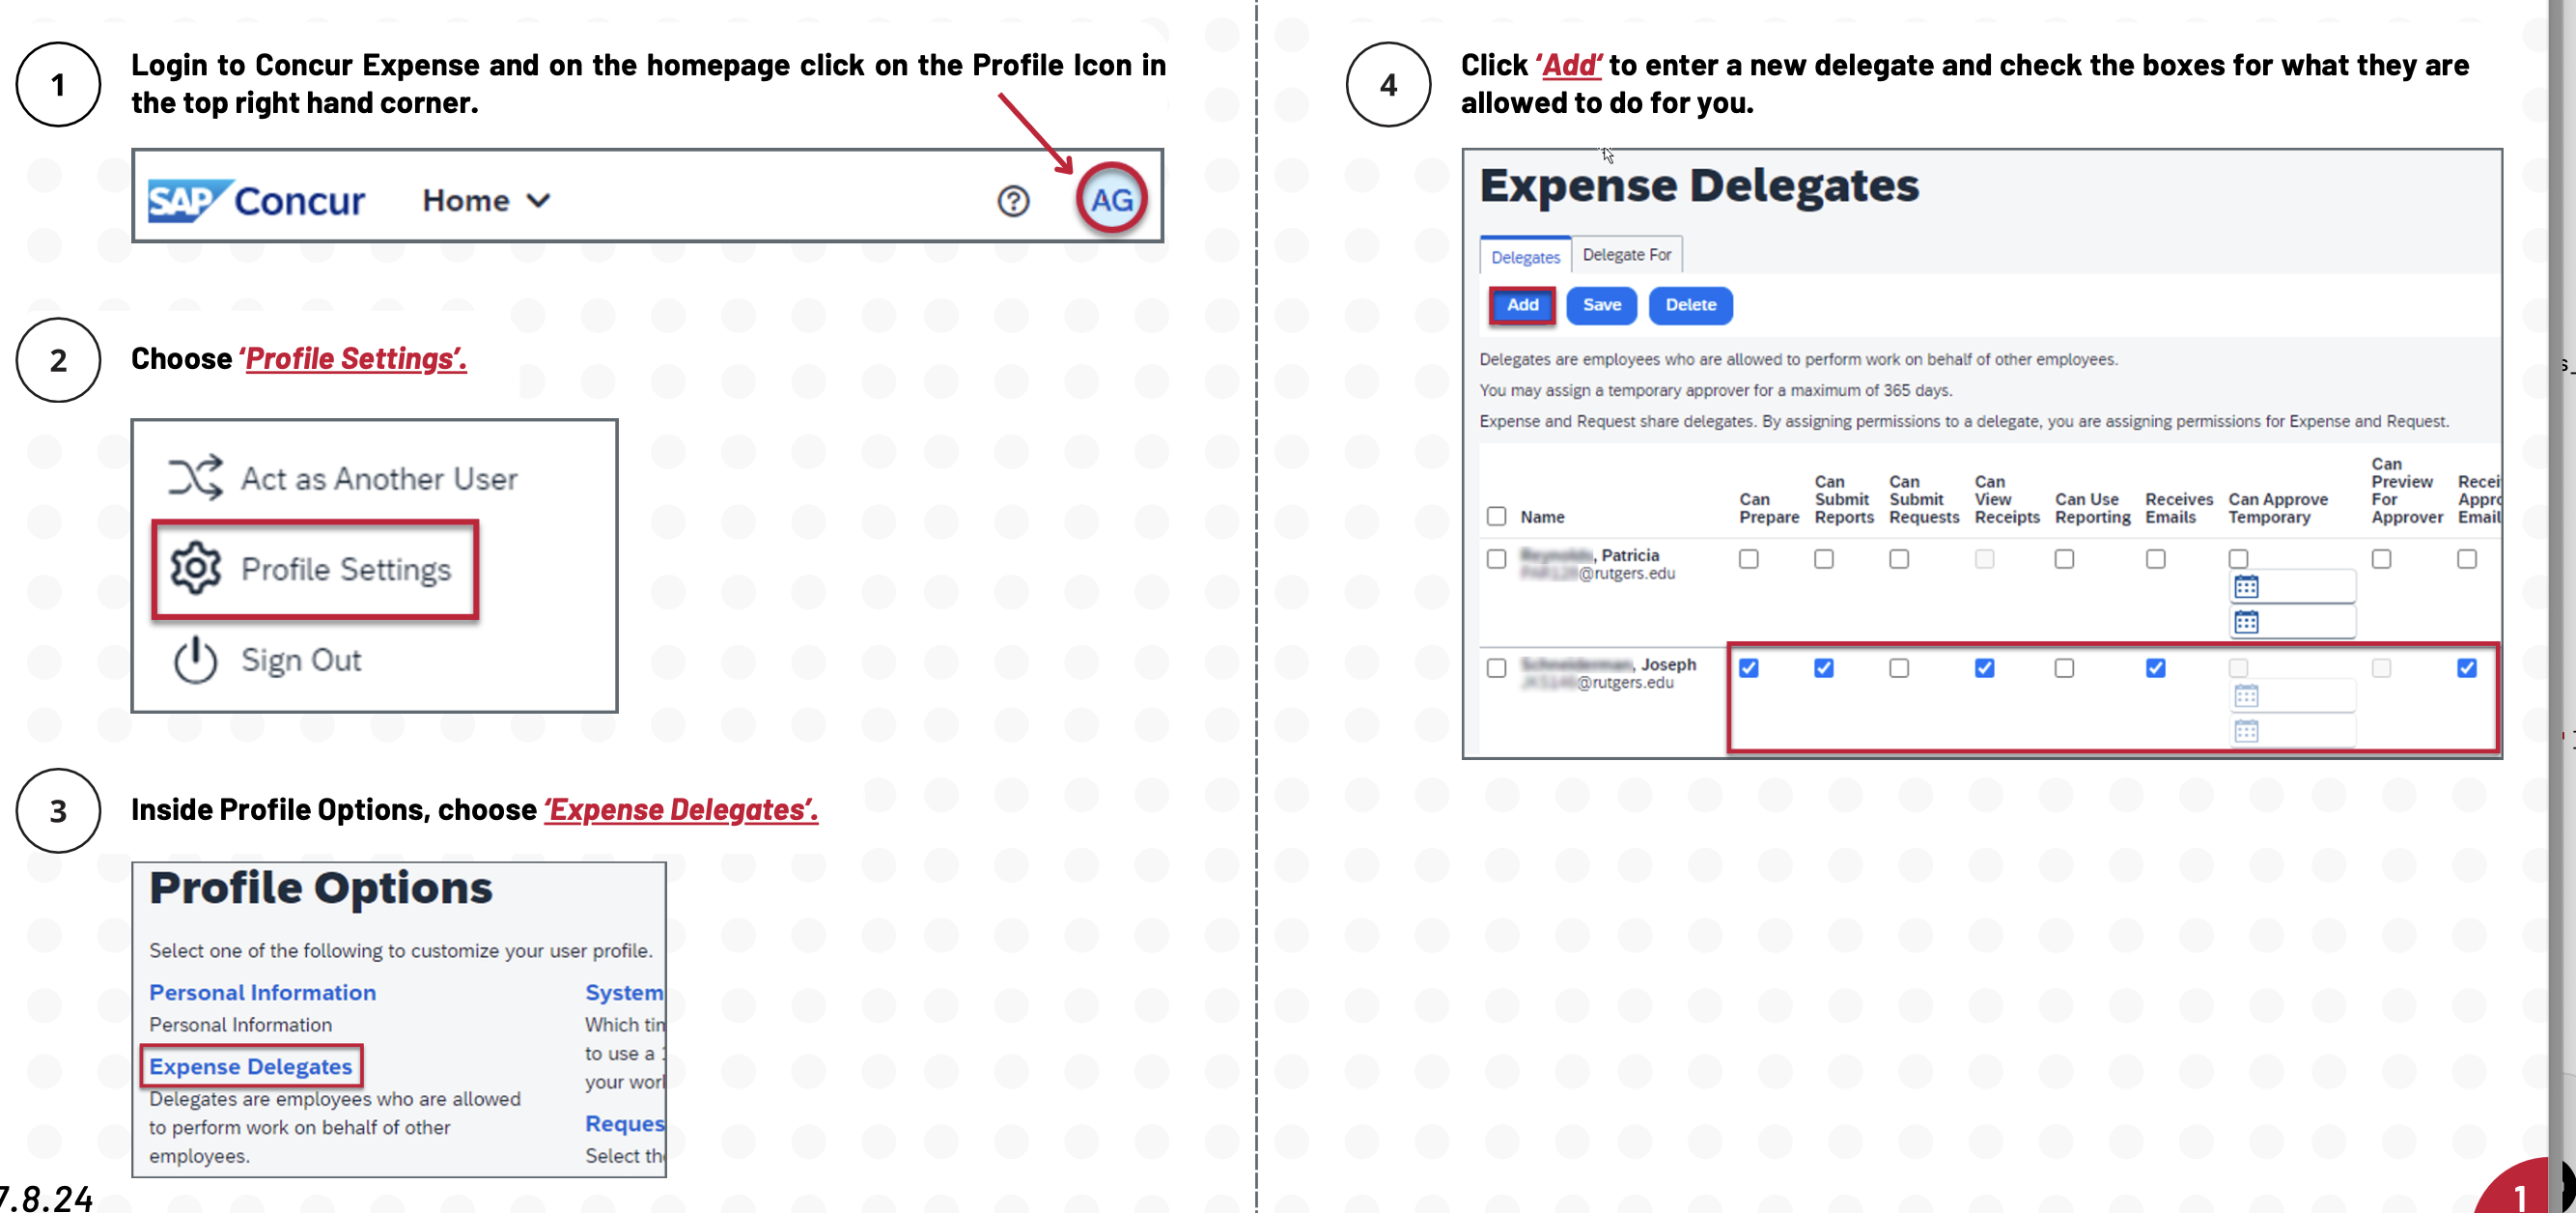 1
Login to Concur Expense and on the homepage click on the Profile Icon in
the top right hand corner.
SAP Concur Home AG
2
Choose ‘Profile Settings’.
Act as Another User
Profile Settings
Sign Out
3
Inside Profile Options, choose ‘Expense Delegates’.
Profile Options
Select one of the following to customize your user profile.
Personal Information
Personal Information
Expense Delegates
Delegates are employees who are allowed
to perform work on behalf of other
employees.
System
Which tim
to use a
your worl
Reques
Select the
7.8.24
4
Click ‘Add‘ to enter a new delegate and check the boxes for what they are
allowed to do for you.
Expense Delegates
Delegates Delegate For
Add Save Delete
Delegates are employees who are allowed to perform work on behalf of other employees.
You may assign a temporary approver for a maximum of 365 days.
Expense and Request share delegates. By assigning permissions to a delegate, you are assigning permissions for Expense and Request.
Name
Can
Prepare
Can
Submit
Reports
Can
Submit
Requests
Can
View
Receipts
Can Use
Reporting
Receives
Emails
Can Approve
Temporary
Can
Preview
For
Approver
Recei
Appro
Email
, Patricia
@rutgers.edu
, Joseph
@rutgers.edu
1